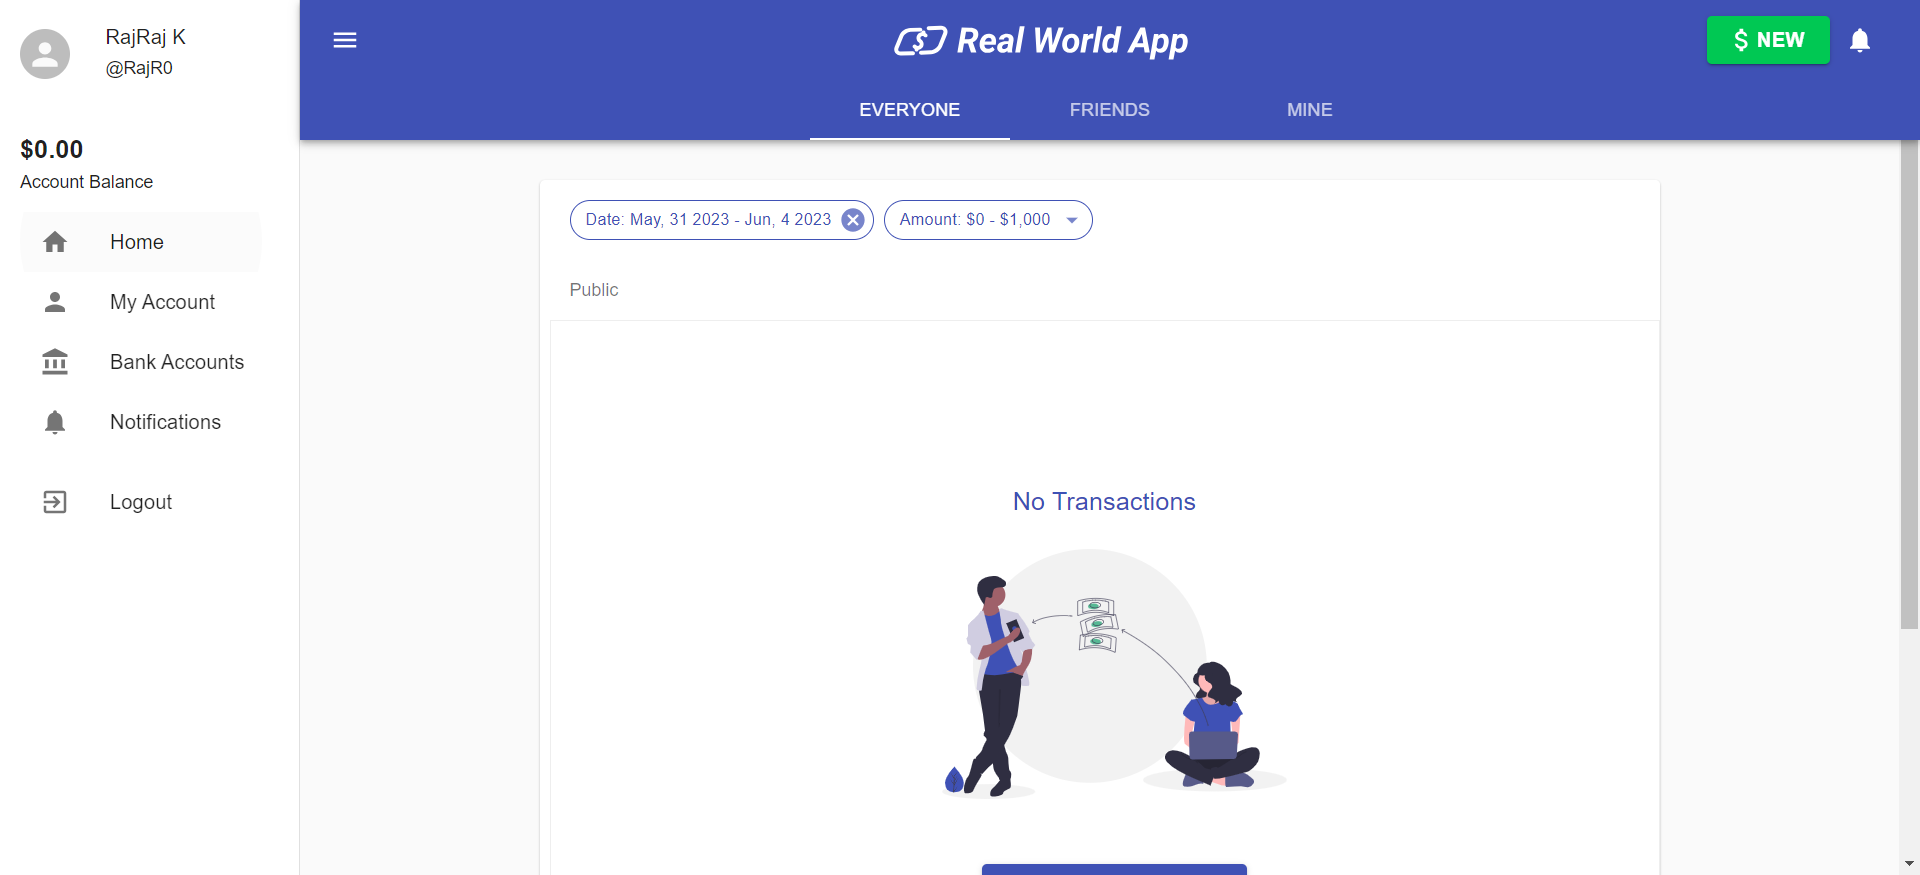 RajRaj K
@RajR0
$0.00
Account Balance
Home
My Account
Bank Accounts
Notifications
Logout
Real World App
$ NEW
EVERYONE
FRIENDS
MINE
Date: May, 31 2023 - Jun, 4 2023
Amount: $0 - $1,000
Public
No Transactions